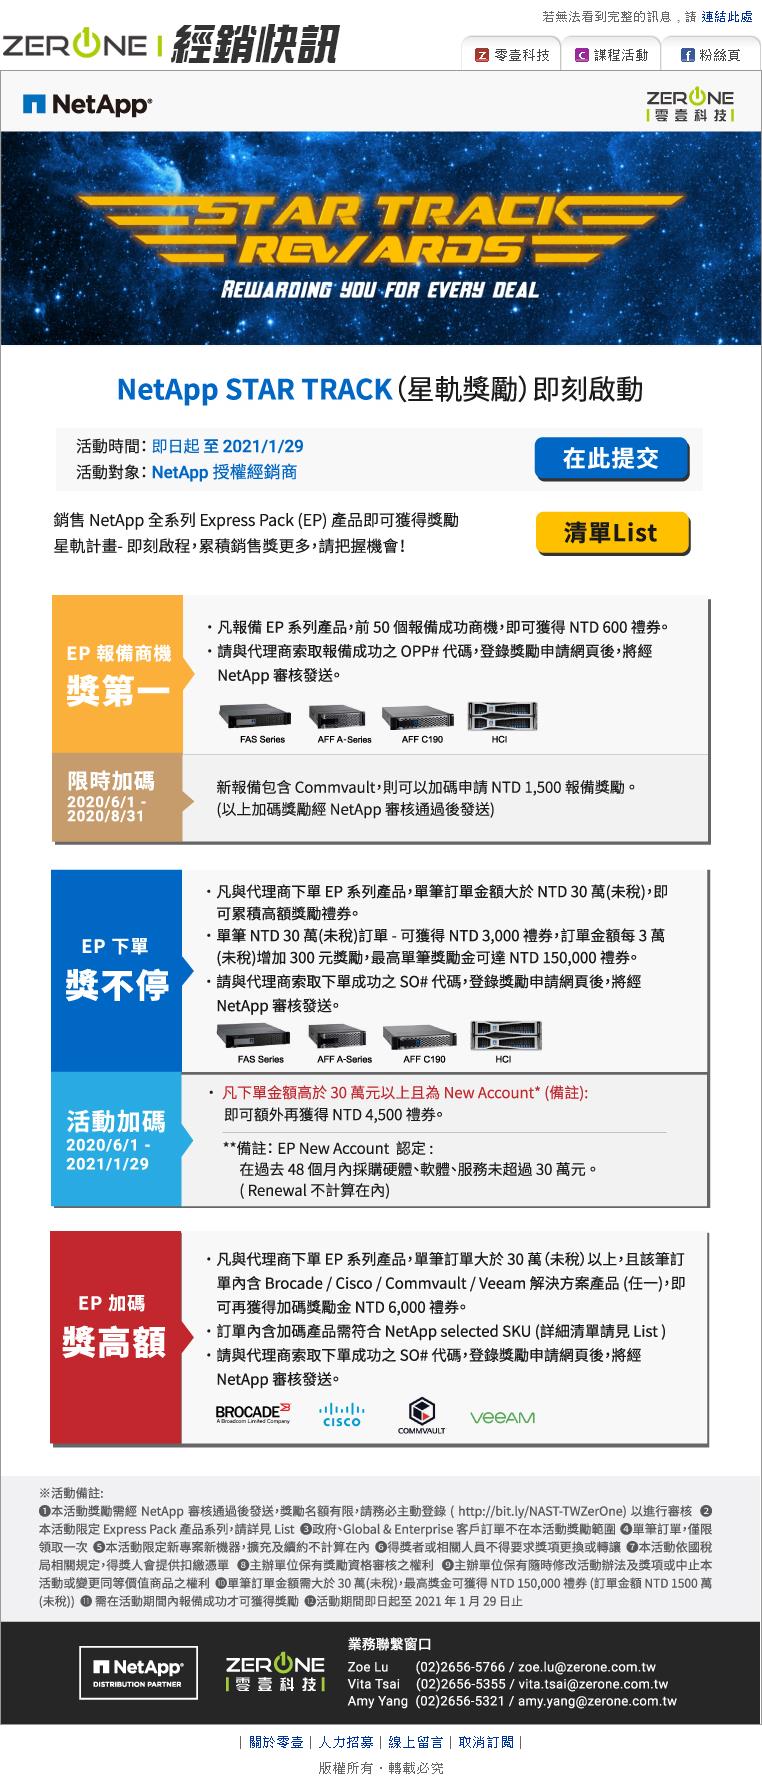 若無法看到完整的訊息，請 連結此處
ZERONE | 經銷快訊
零壹科技 課程活動 粉絲頁
NetApp
ZERONE
零壹科技
STAR TRACK
REWARDS
REWARDING YOU FOR EVERY DEAL
NetApp STAR TRACK（星軌獎勵）即刻啟動
活動時間：即日起 至 2021/1/29
活動對象：NetApp 授權經銷商
在此提交
銷售 NetApp 全系列 Express Pack (EP) 產品即可獲得獎勵
星軌計畫- 即刻啟程，累積銷售獎更多，請把握機會！
清單List
EP 報備商機
獎第一
・凡報備 EP 系列產品，前 50 個報備成功商機，即可獲得 NTD 600 禮券。
・請與代理商索取報備成功之 OPP# 代碼，登錄獎勵申請網頁後，將經
NetApp 審核發送。
FAS Series AFF A-Series AFF C190 HCI
限時加碼
2020/6/1 -
2020/8/31
新報備包含 Commvault，則可以加碼申請 NTD 1,500 報備獎勵。
(以上加碼獎勵經 NetApp 審核通過後發送)
EP 下單
獎不停
・凡與代理商下單 EP 系列產品，單筆訂單金額大於 NTD 30 萬(未稅)，即
可累積高額獎勵禮券。
・單筆 NTD 30 萬(未稅)訂單 - 可獲得 NTD 3,000 禮券，訂單金額每 3 萬
(未稅)增加 300 元獎勵，最高單筆獎勵金可達 NTD 150,000 禮券。
・請與代理商索取下單成功之 SO# 代碼，登錄獎勵申請網頁後，將經
NetApp 審核發送。
FAS Series AFF A-Series AFF C190 HCI
活動加碼
2020/6/1 -
2021/1/29
・ 凡下單金額高於 30 萬元以上且為 New Account* (備註):
即可額外再獲得 NTD 4,500 禮券。
**備註：EP New Account 認定 :
在過去 48 個月內採購硬體、軟體、服務未超過 30 萬元。
( Renewal 不計算在內)
EP 加碼
獎高額
・凡與代理商下單 EP 系列產品，單筆訂單大於 30 萬（未稅）以上，且該筆訂
單內含 Brocade / Cisco / Commvault / Veeam 解決方案產品 (任一)，即
可再獲得加碼獎勵金 NTD 6,000 禮券。
・訂單內含加碼產品需符合 NetApp selected SKU (詳細清單請見 List )
・請與代理商索取下單成功之 SO# 代碼，登錄獎勵申請網頁後，將經
NetApp 審核發送。
BROCADE
A Broadcom Limited Company
CISCO
COMMVAULT
VEEAM
※活動備註:
❶本活動獎勵需經 NetApp 審核通過後發送，獎勵名額有限，請務必主動登錄 ( http://bit.ly/NAST-TWZerOne) 以進行審核 ❷
本活動限定 Express Pack 產品系列，請詳見 List ❸政府、Global & Enterprise 客戶訂單不在本活動獎勵範圍 ❹單筆訂單，僅限
領取一次 ❺本活動限定新專案新機器，擴充及續約不計算在內 ❻得獎者或相關人員不得要求獎項更換或轉讓 ❼本活動依國稅
局相關規定，得獎人會提供扣繳憑單 ❽主辦單位保有獎勵資格審核之權利 ❾主辦單位保有隨時修改活動辦法及獎項或中止本
活動或變更同等價值商品之權利 ❿單筆訂單金額需大於 30 萬(未稅)，最高獎金可獲得 NTD 150,000 禮券 (訂單金額 NTD 1500 萬
(未稅)) ⓫ 需在活動期間內報備成功才可獲得獎勵 ⓬活動期間即日起至 2021 年 1 月 29 日止
NetApp
DISTRIBUTION PARTNER
ZERONE
零壹科技
業務聯繫窗口
Zoe Lu (02)2656-5766 / zoe.lu@zerone.com.tw
Vita Tsai (02)2656-5355 / vita.tsai@zerone.com.tw
Amy Yang (02)2656-5321 / amy.yang@zerone.com.tw
| 關於零壹 | 人力招募 | 線上留言 | 取消訂閱 |
版權所有・轉載必究